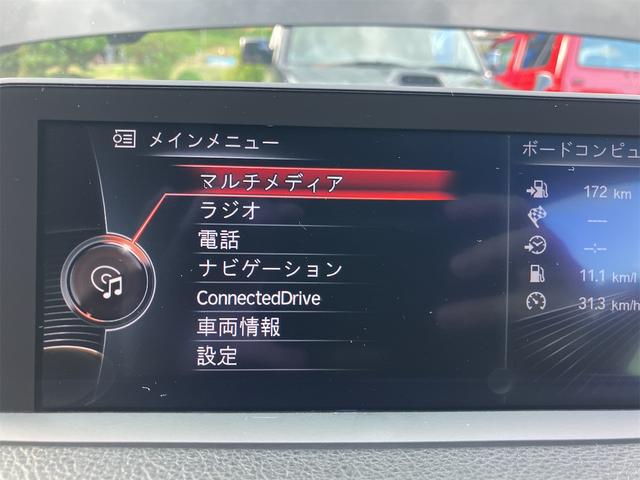 メインメニュー
マルチメディア
ラジオ
電話
ナビゲーション
ConnectedDrive
車両情報
設定
ボードコンピュ
172 km
----
--:--
11.1 km/l
31.3 km/h